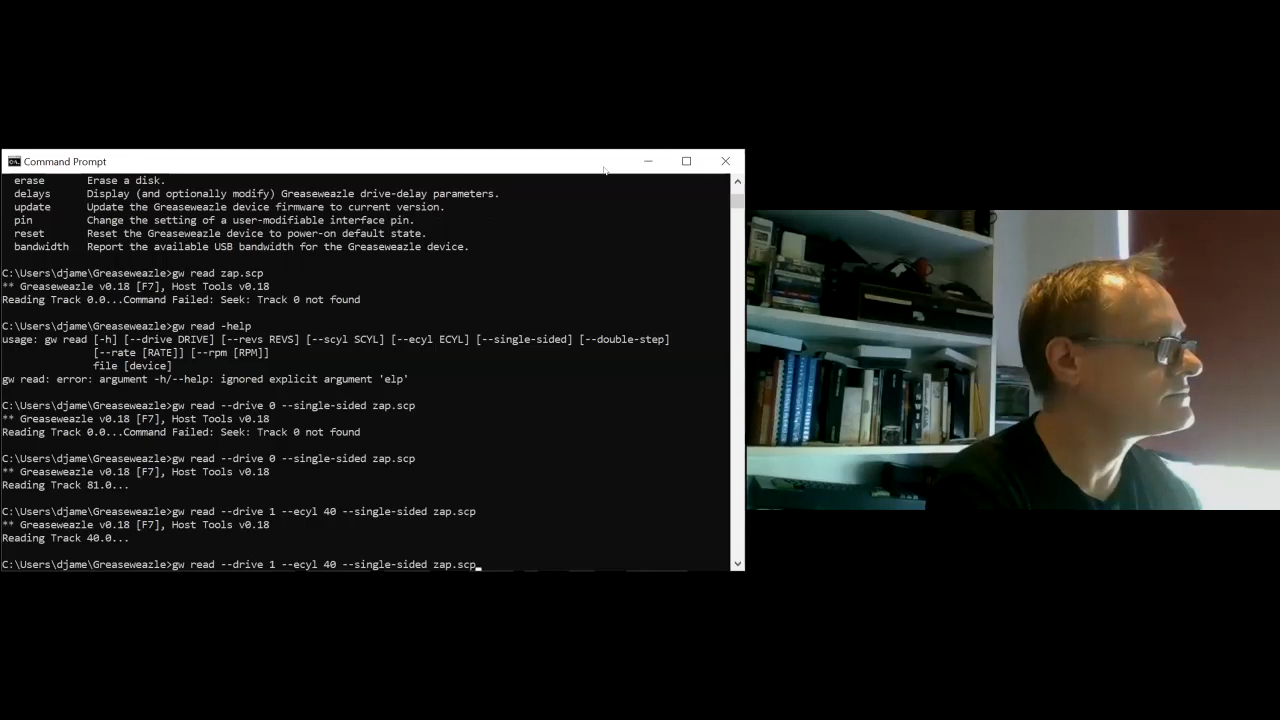 Command Prompt
erase Erase a disk.
delays Display (and optionally modify) Greaseweazle drive-delay parameters.
update Update the Greaseweazle device firmware to current version.
pin Change the setting of a user-modifiable interface pin.
reset Reset the Greaseweazle device to power-on default state.
bandwidth Report the available USB bandwidth for the Greaseweazle device.
C:\Users\djame\Greaseweazle>gw read zap.scp
** Greaseweazle v0.18 [F7], Host Tools v0.18
Reading Track 0.0...Command Failed: Seek: Track 0 not found
C:\Users\djame\Greaseweazle>gw read -help
usage: gw read [-h] [--drive DRIVE] [--revs REVS] [--scyl SCYL] [--ecyl ECYL] [--single-sided] [--double-step]
[--rate [RATE]] [--rpm [RPM]]
file [device]
gw read: error: argument -h/--help: ignored explicit argument 'elp'
C:\Users\djame\Greaseweazle>gw read --drive 0 --single-sided zap.scp
** Greaseweazle v0.18 [F7], Host Tools v0.18
Reading Track 0.0...Command Failed: Seek: Track 0 not found
C:\Users\djame\Greaseweazle>gw read --drive 0 --single-sided zap.scp
** Greaseweazle v0.18 [F7], Host Tools v0.18
Reading Track 81.0...
C:\Users\djame\Greaseweazle>gw read --drive 1 --ecyl 40 --single-sided zap.scp
** Greaseweazle v0.18 [F7], Host Tools v0.18
Reading Track 40.0...
C:\Users\djame\Greaseweazle>gw read --drive 1 --ecyl 40 --single-sided zap.scp